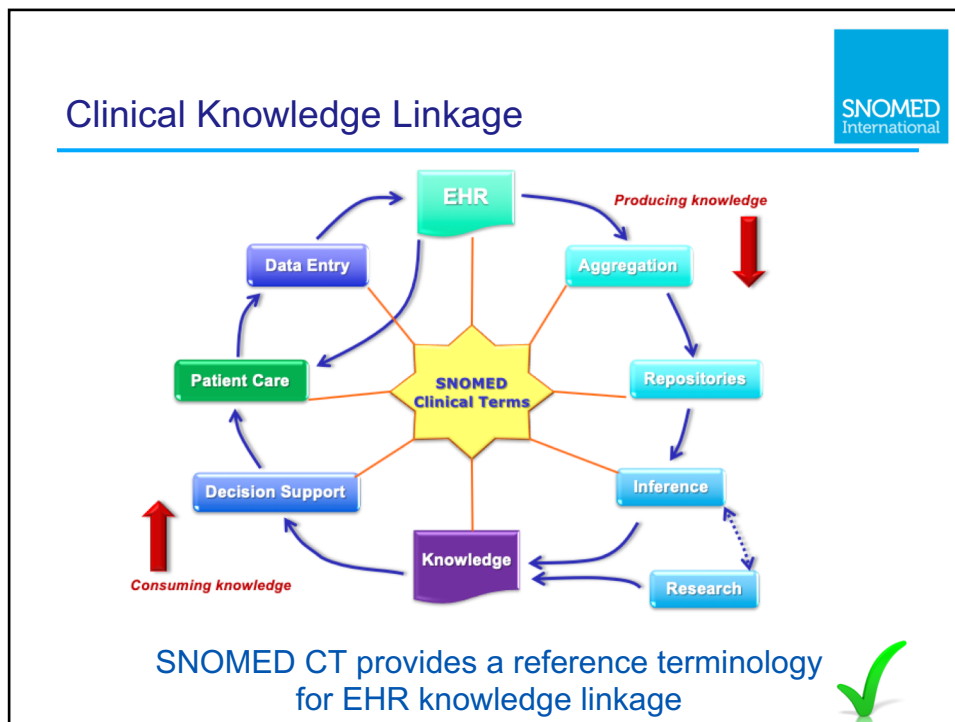 SNOMED
International
Clinical Knowledge Linkage
EHR
Producing knowledge
Data Entry
Aggregation
Patient Care
SNOMED
Clinical Terms
Repositories
Decision Support
Inference
Knowledge
Consuming knowledge
Research
SNOMED CT provides a reference terminology
for EHR knowledge linkage